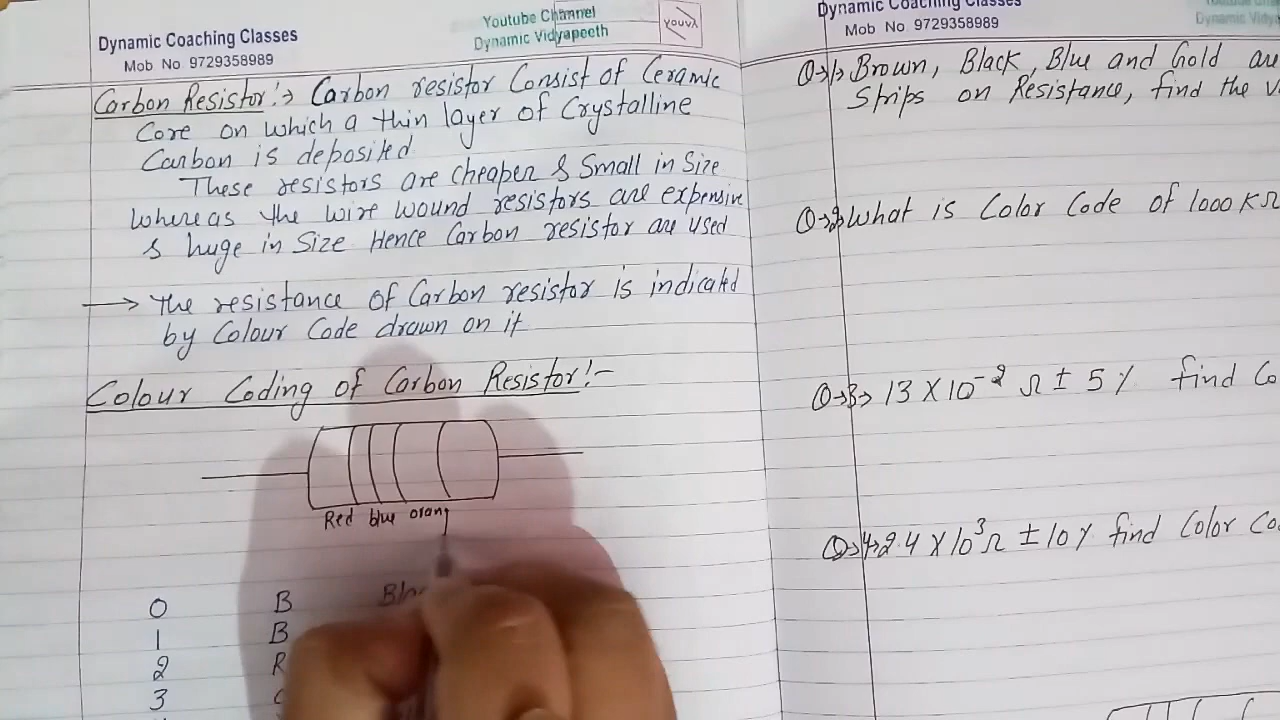 Dynamic Coaching Classes
Mob No 9729358989
Youtube Channel
Dynamic Vidyapeeth
Carbon Resistor:→ Carbon resistor Consist of Ceramic
Core on which a thin layer of Crystalline
Carbon is deposited
These resistors are cheaper & Small in Size
Whereas the wire wound resistors are expensive
& huge in Size Hence Carbon resistor are used
→ The resistance of Carbon resistor is indicated
by Colour Code drawn on it
Colour Coding of Carbon Resistor:-
Red blue orang
0 B
1 B
2 R
3
Dynamic Coaching Classes
Mob No 9729358989
Q→1→ Brown, Black, Blue and Gold are
Strips on Resistance, find the
Q→2→ What is Color Code of 1000 KΩ
Q→3→ 13 X 10⁻² Ω ± 5 % find Co
Q→4→ 2.4 X 10³ Ω ± 10 % find Color Co